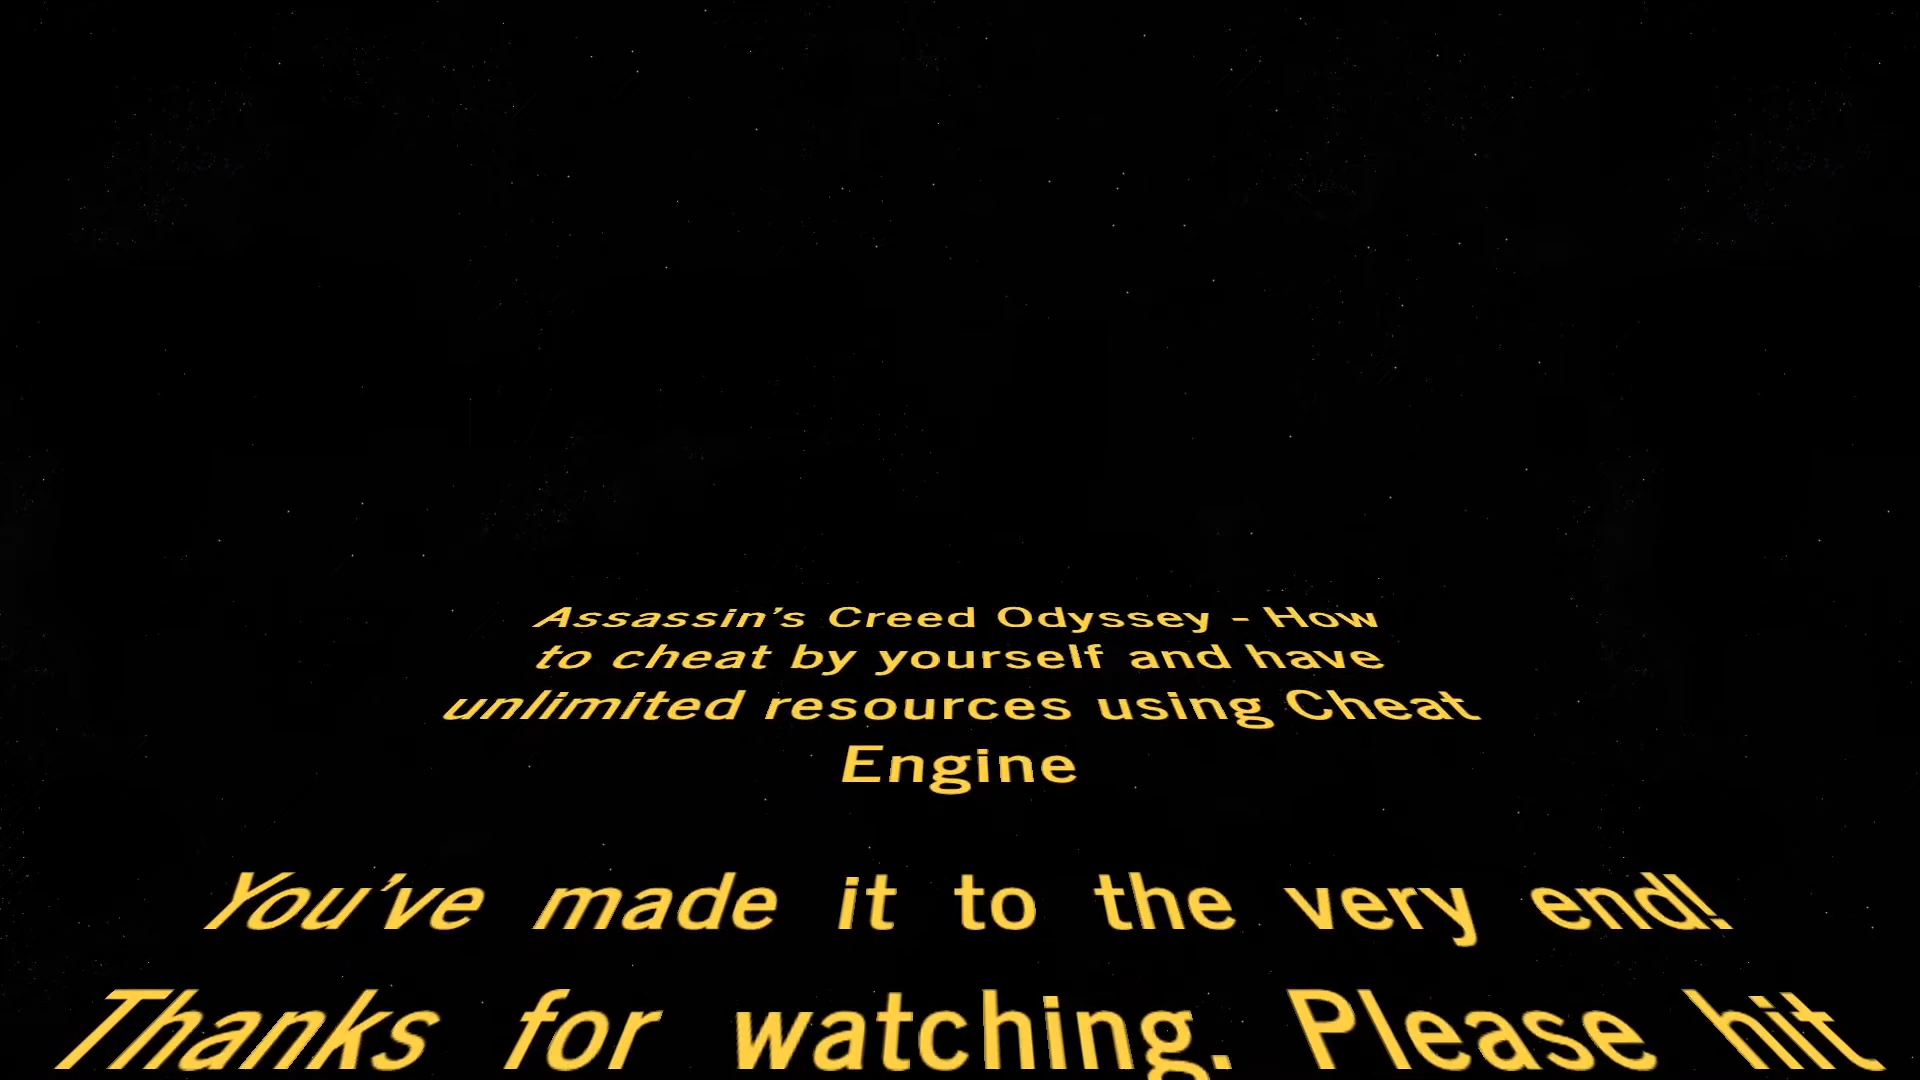 Assassin’s Creed Odyssey - How
to cheat by yourself and have
unlimited resources using Cheat
Engine
You’ve made it to the very end!
Thanks for watching. Please hit